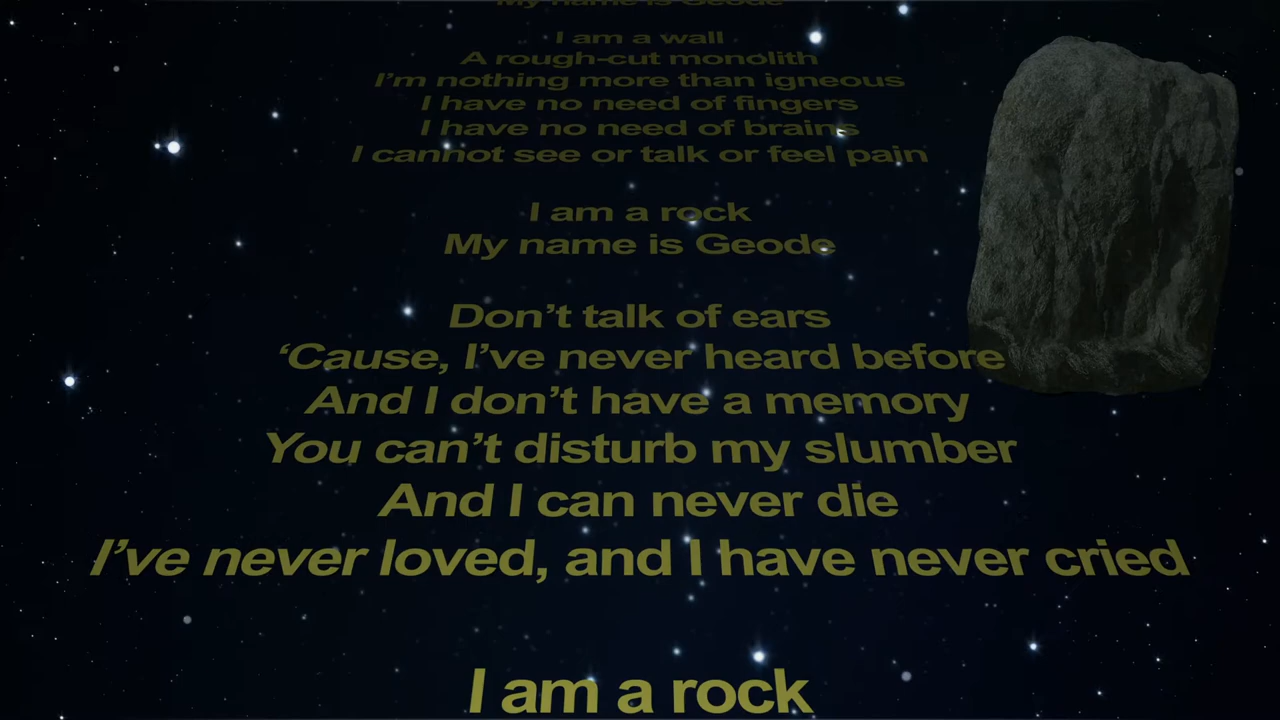 My name is Geode
I am a wall
A rough-cut monolith
I'm nothing more than igneous
I have no need of fingers
I have no need of brains
I cannot see or talk or feel pain
I am a rock
My name is Geode
Don't talk of ears
‘Cause, I've never heard before
And I don't have a memory
You can't disturb my slumber
And I can never die
I've never loved, and I have never cried
I am a rock